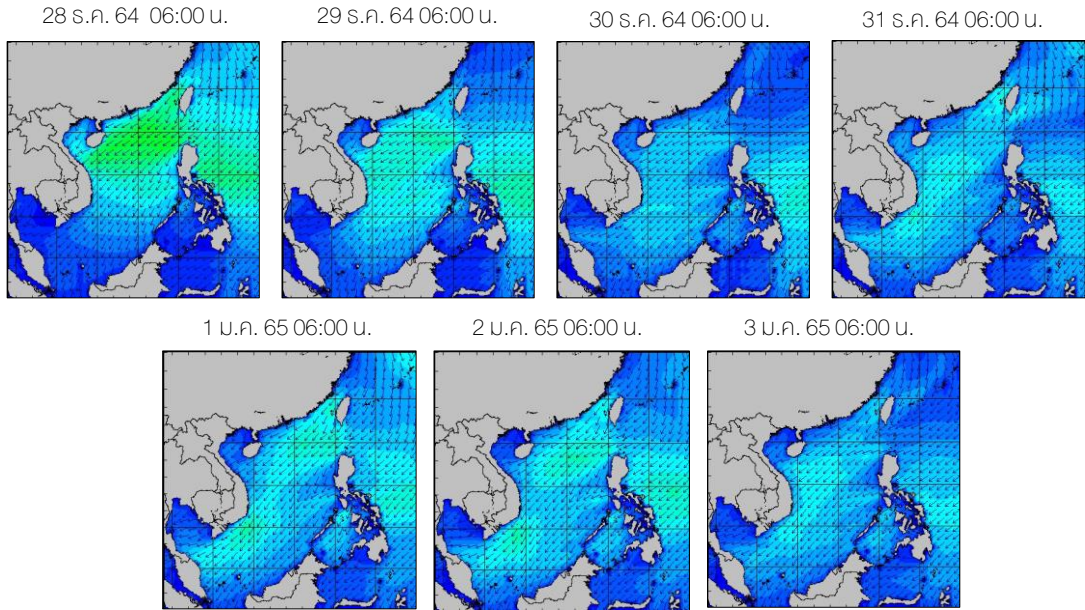 28 ธ.ค. 64 06:00 น.
29 ธ.ค. 64 06:00 น.
30 ธ.ค. 64 06:00 น.
31 ธ.ค. 64 06:00 น.
1 ม.ค. 65 06:00 น.
2 ม.ค. 65 06:00 น.
3 ม.ค. 65 06:00 น.